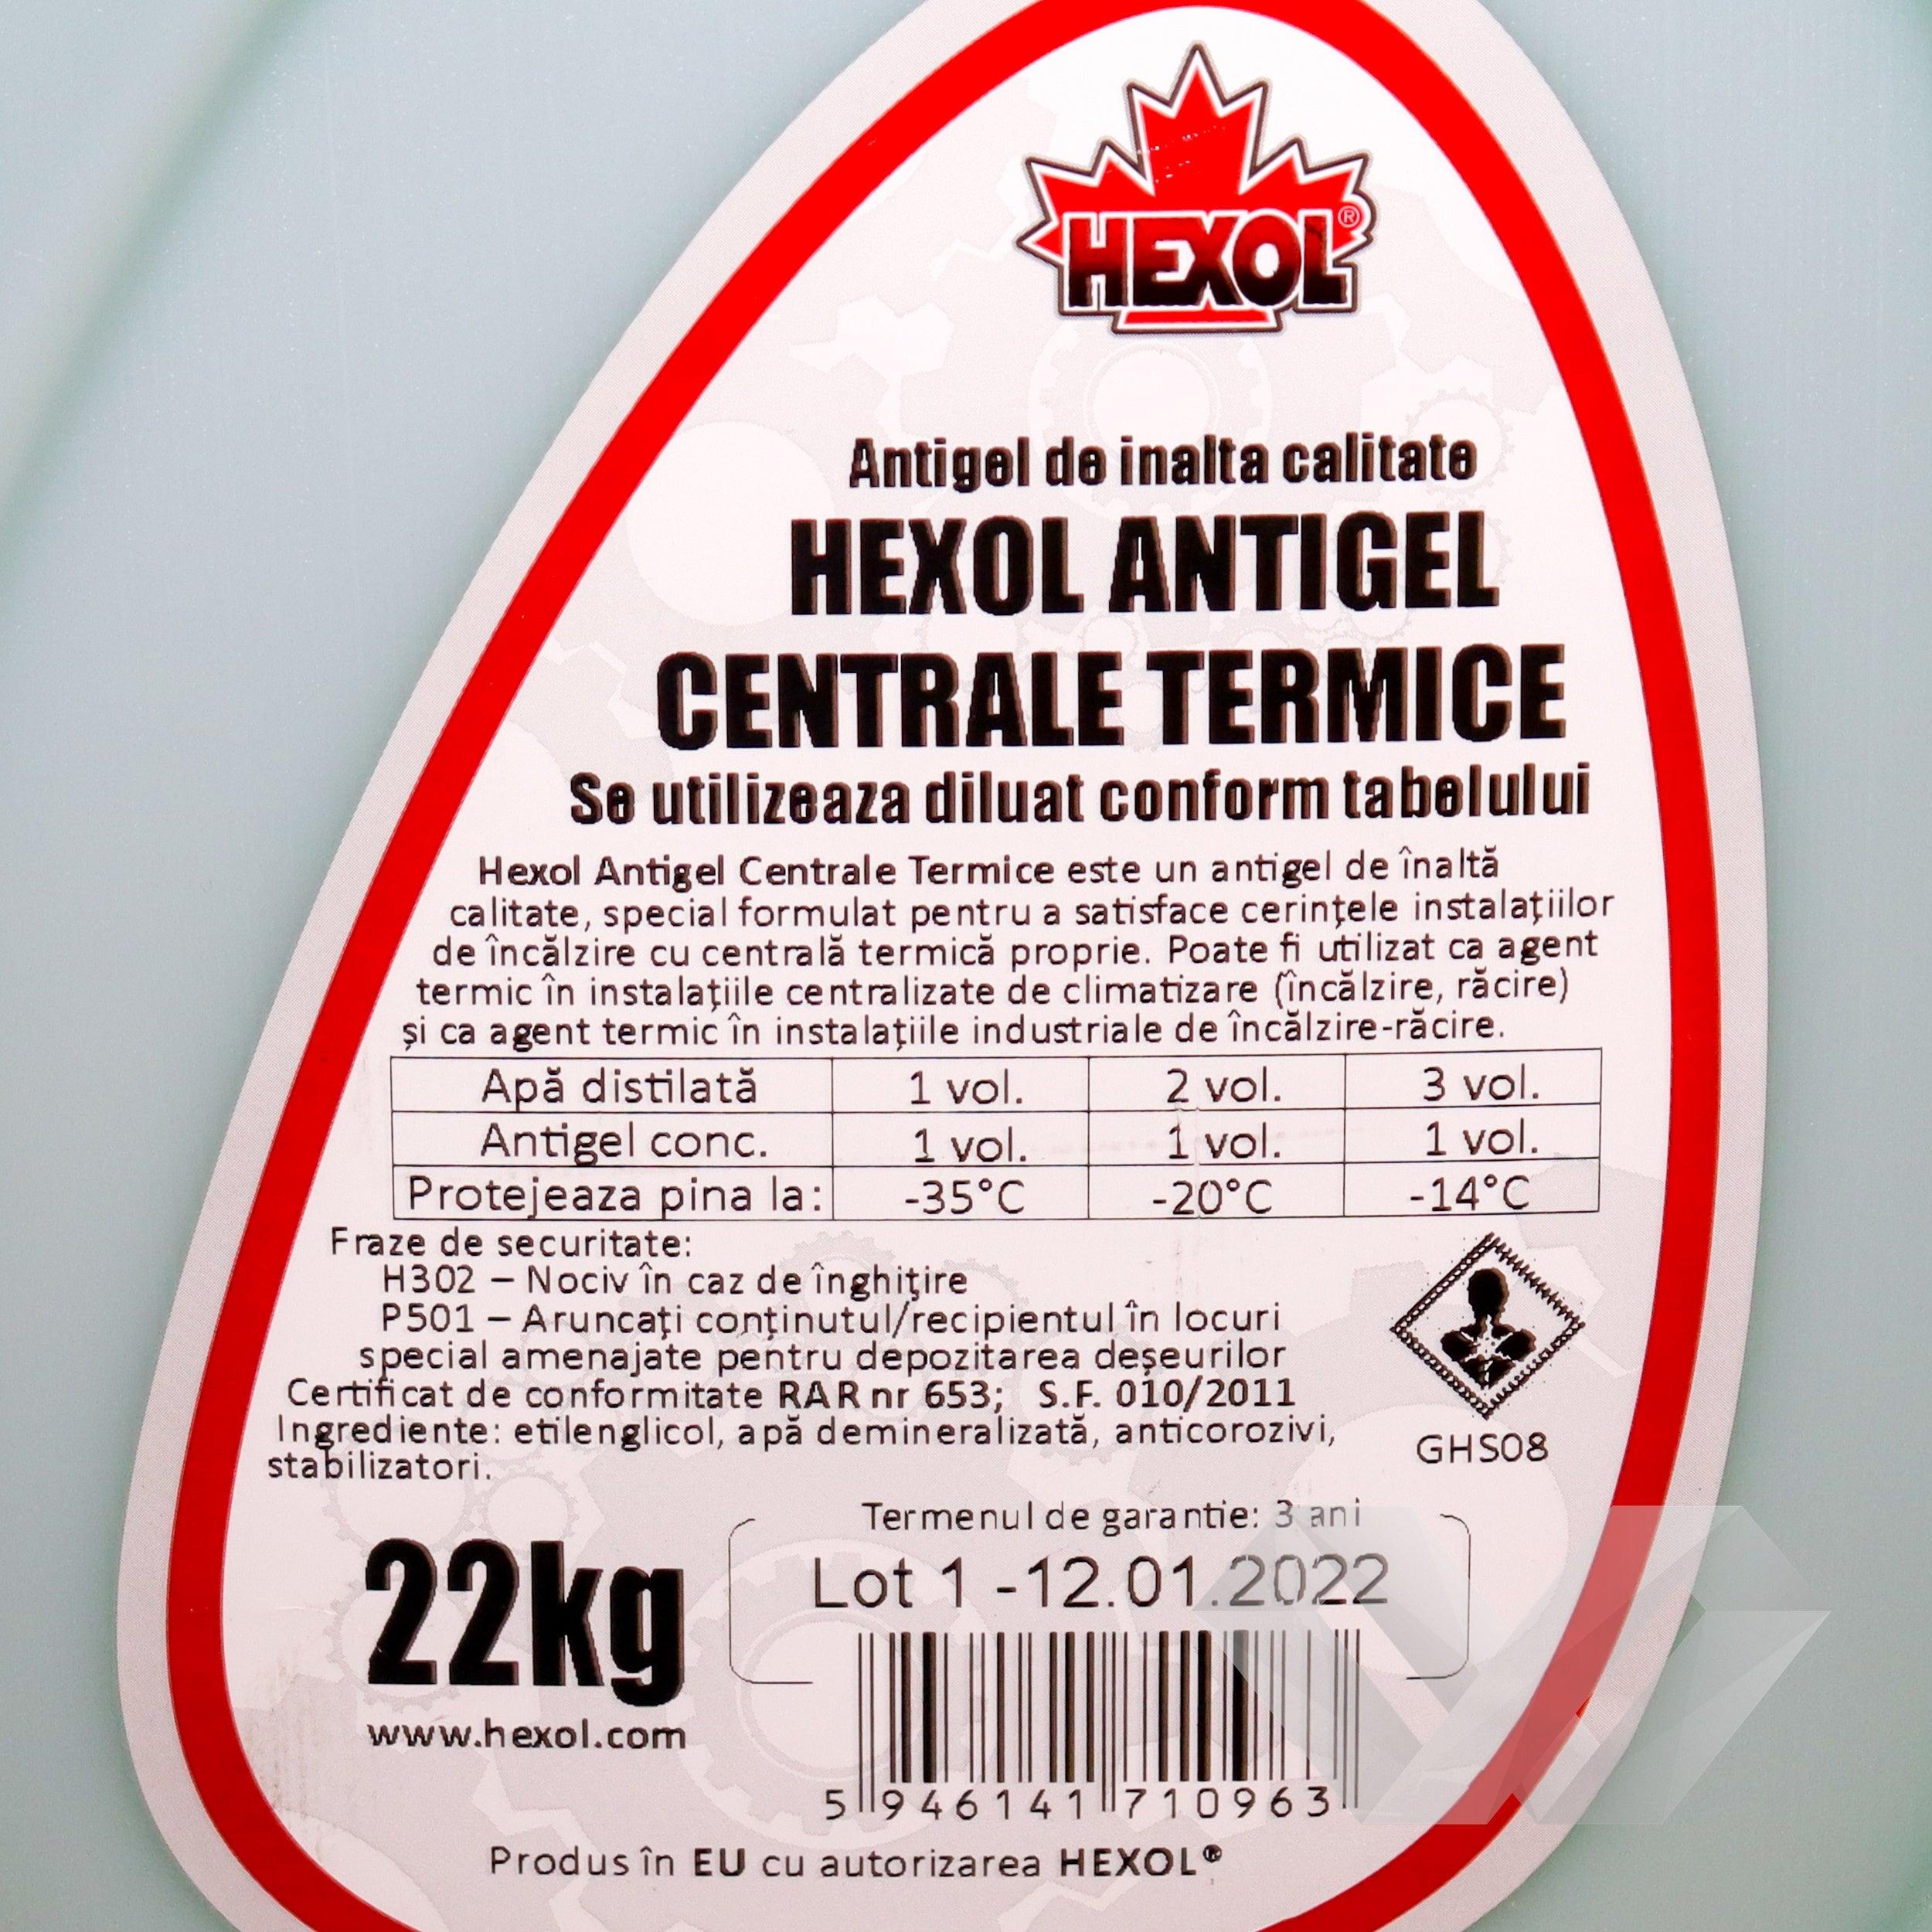 HEXOL®
Antigel de inalta calitate
HEXOL ANTIGEL
CENTRALE TERMICE
Se utilizeaza diluat conform tabelului
Hexol Antigel Centrale Termice este un antigel de înaltă
calitate, special formulat pentru a satisface cerințele instalațiilor
de încălzire cu centrală termică proprie. Poate fi utilizat ca agent
termic în instalațiile centralizate de climatizare (încălzire, răcire)
și ca agent termic în instalațiile industriale de încălzire-răcire.
Apă distilată 1 vol. 2 vol. 3 vol.
Antigel conc. 1 vol. 1 vol. 1 vol.
Protejeaza pina la: -35°C -20°C -14°C
Fraze de securitate:
H302 – Nociv în caz de înghițire
P501 – Aruncați conținutul/recipientul în locuri
special amenajate pentru depozitarea deșeurilor
Certificat de conformitate RAR nr 653; S.F. 010/2011
Ingrediente: etilenglicol, apă demineralizată, anticorozivi,
stabilizatori.
GHS08
Termenul de garantie: 3 ani
Lot 1 -12.01.2022
22kg
www.hexol.com
5 946141 710963
Produs în EU cu autorizarea HEXOL®